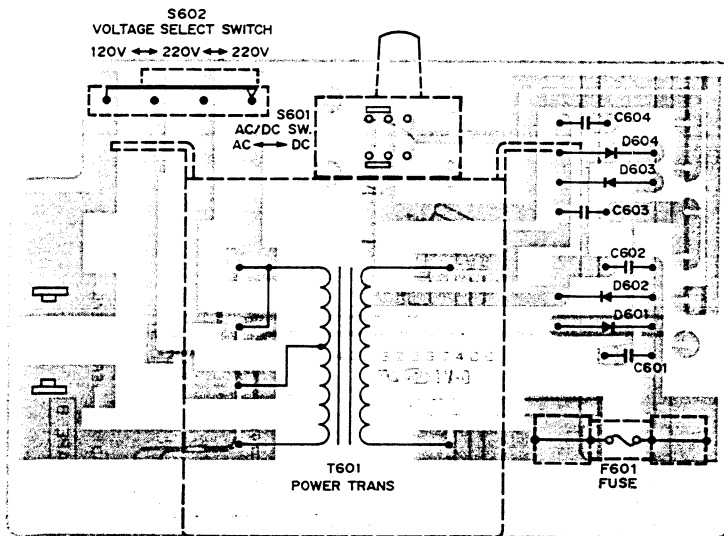 S602
VOLTAGE SELECT SWITCH
120V ↔ 220V ↔ 220V
S601
AC/DC SW.
AC ↔ DC
C604
D604
D603
C603
C602
D602
D601
C601
T601
POWER TRANS
F601
FUSE